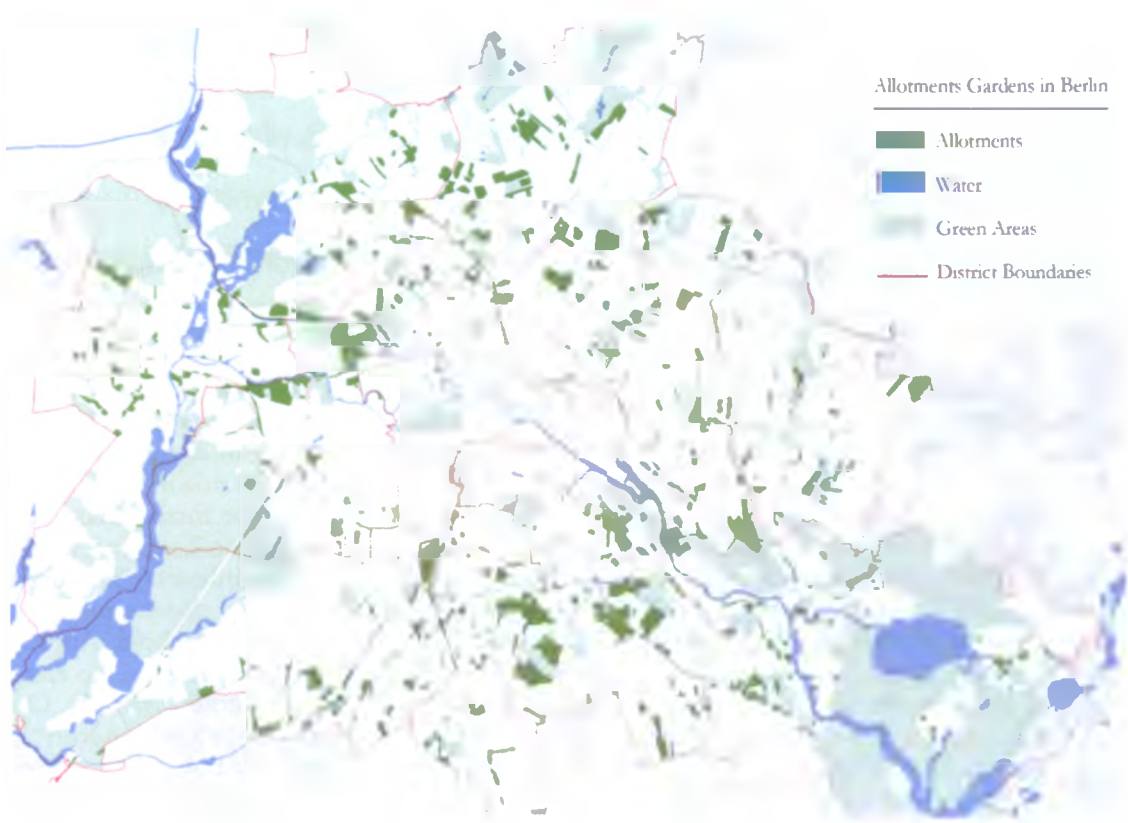 Allotments Gardens in Berlin
Allotments
Water
Green Areas
District Boundaries